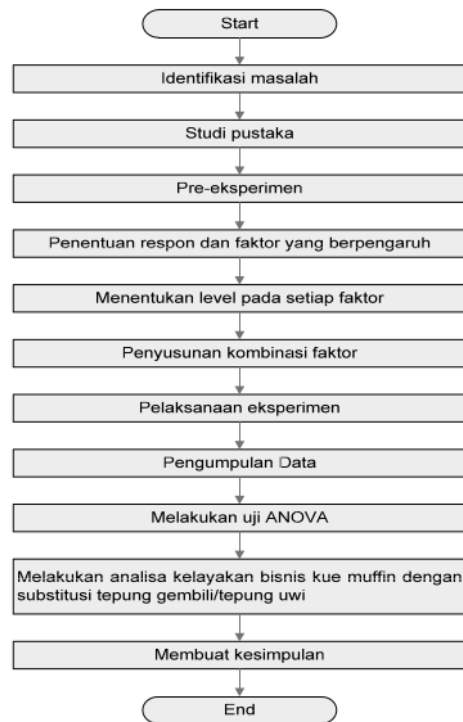 Start
Identifikasi masalah
Studi pustaka
Pre-eksperimen
Penentuan respon dan faktor yang berpengaruh
Menentukan level pada setiap faktor
Penyusunan kombinasi faktor
Pelaksanaan eksperimen
Pengumpulan Data
Melakukan uji ANOVA
Melakukan analisa kelayakan bisnis kue muffin dengan
substitusi tepung gembili/tepung uwi
Membuat kesimpulan
End